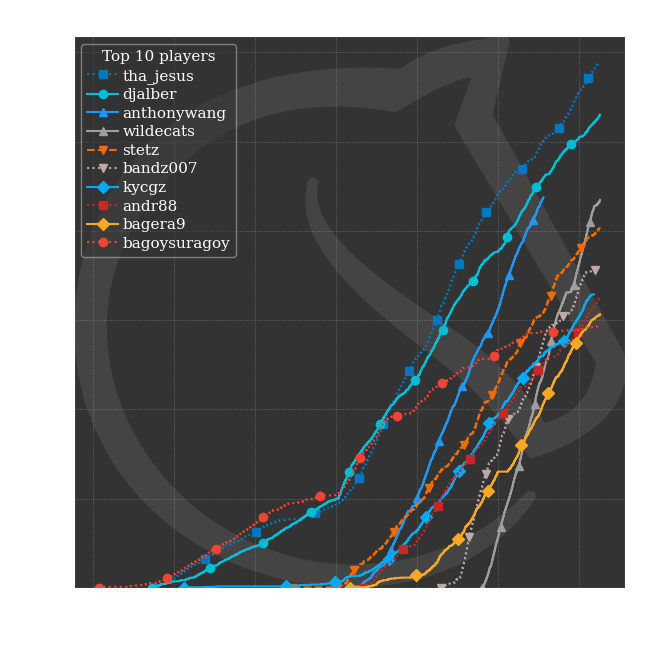 Top 10 players
tha_jesus
djalber
anthonywang
wildecats
stetz
bandz007
kycgz
andr88
bagera9
bagoysuragoy